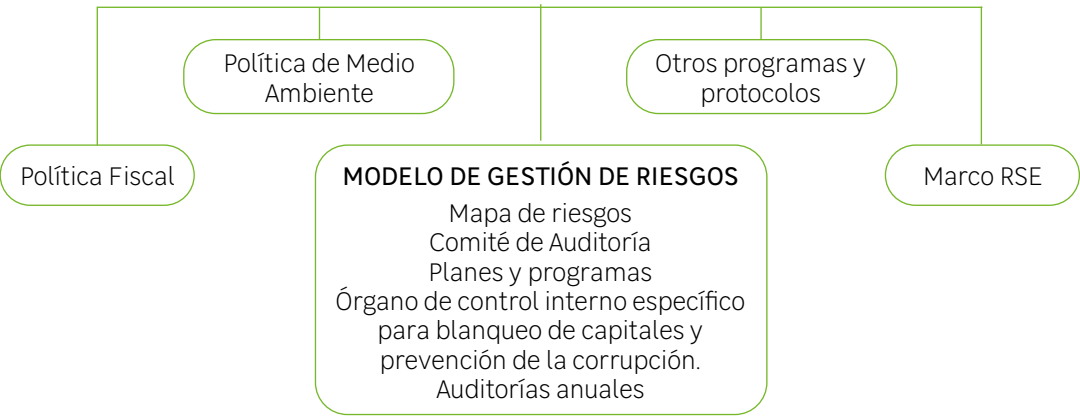 Política de Medio
Ambiente
Otros programas y
protocolos
Política Fiscal
MODELO DE GESTIÓN DE RIESGOS
Mapa de riesgos
Comité de Auditoría
Planes y programas
Órgano de control interno específico
para blanqueo de capitales y
prevención de la corrupción.
Auditorías anuales
Marco RSE